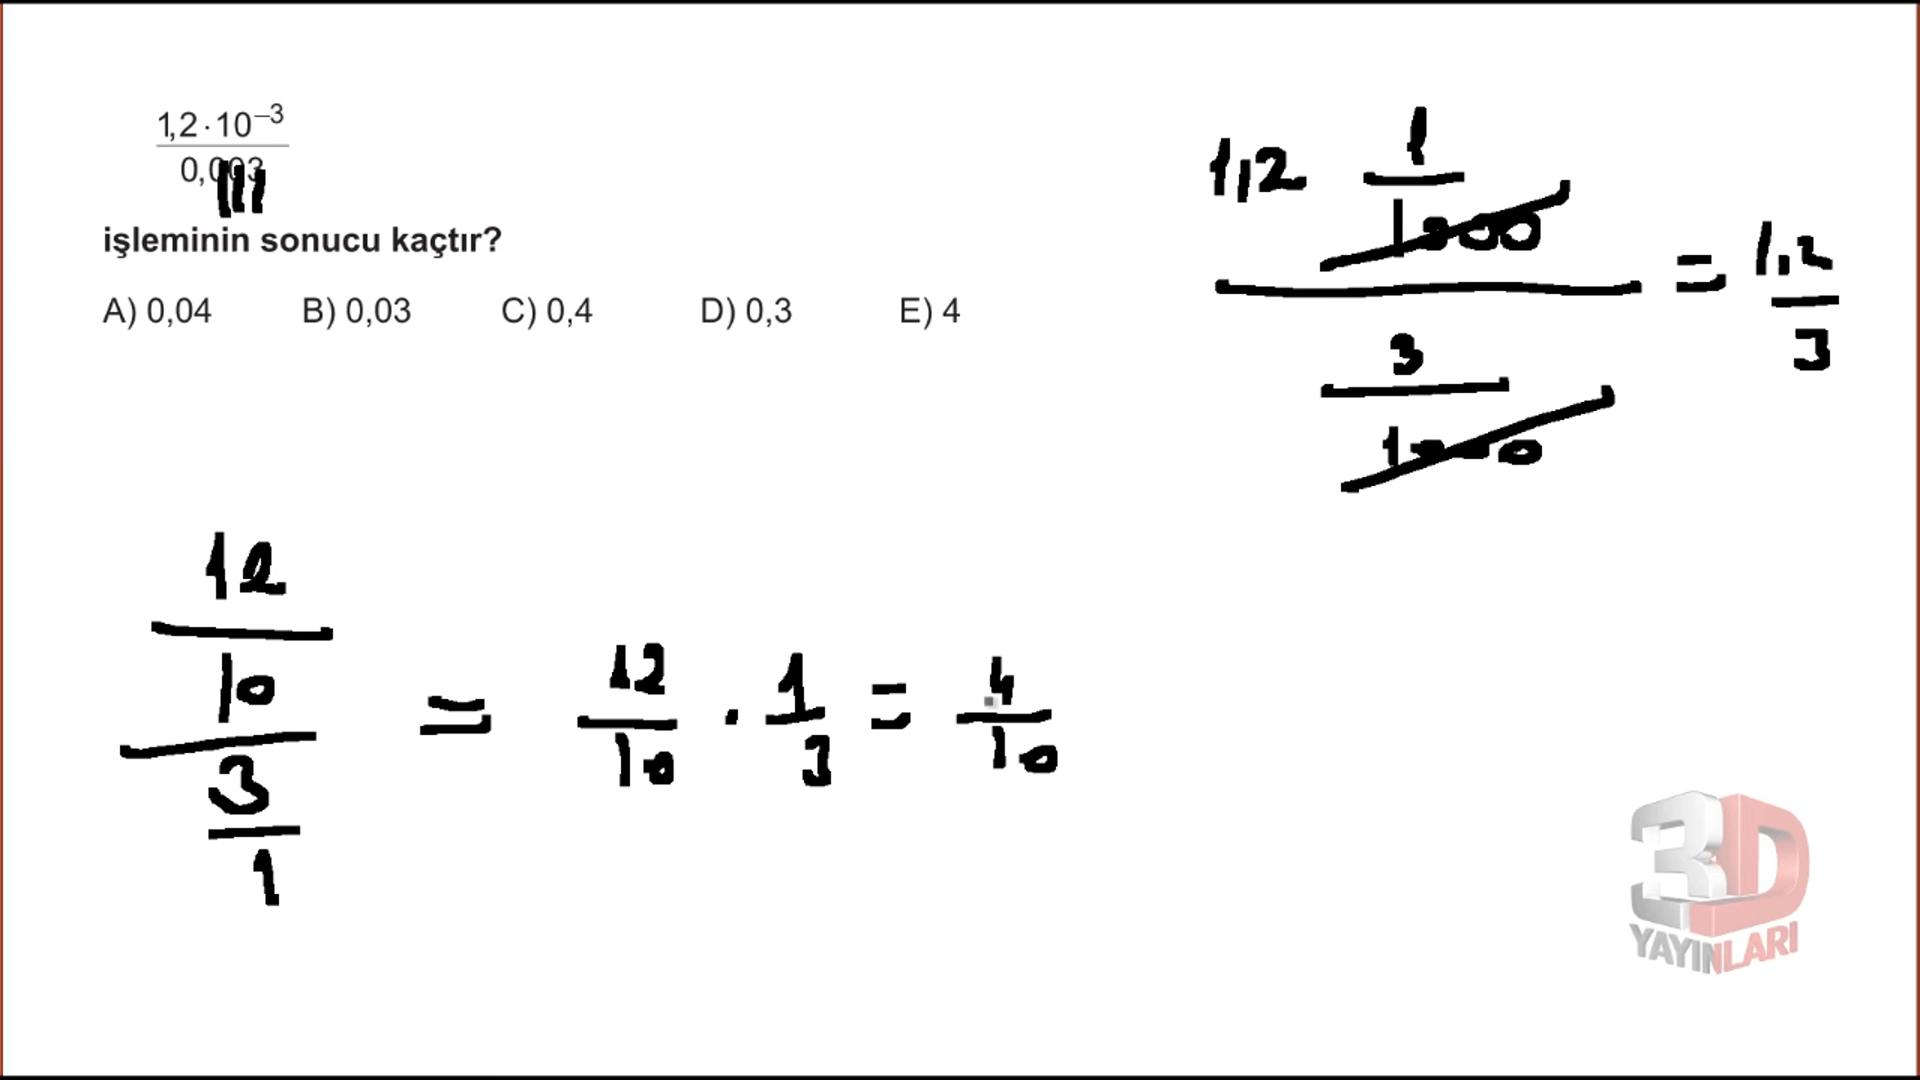 1,2 · 10⁻³
0,003
işleminin sonucu kaçtır?
A) 0,04 B) 0,03 C) 0,4 D) 0,3 E) 4
1,2 1
1000
3
1000
= 1,2
3
12
10
3
1
= 12 · 1 = 4
10 3 10
3D
YAYINLARI